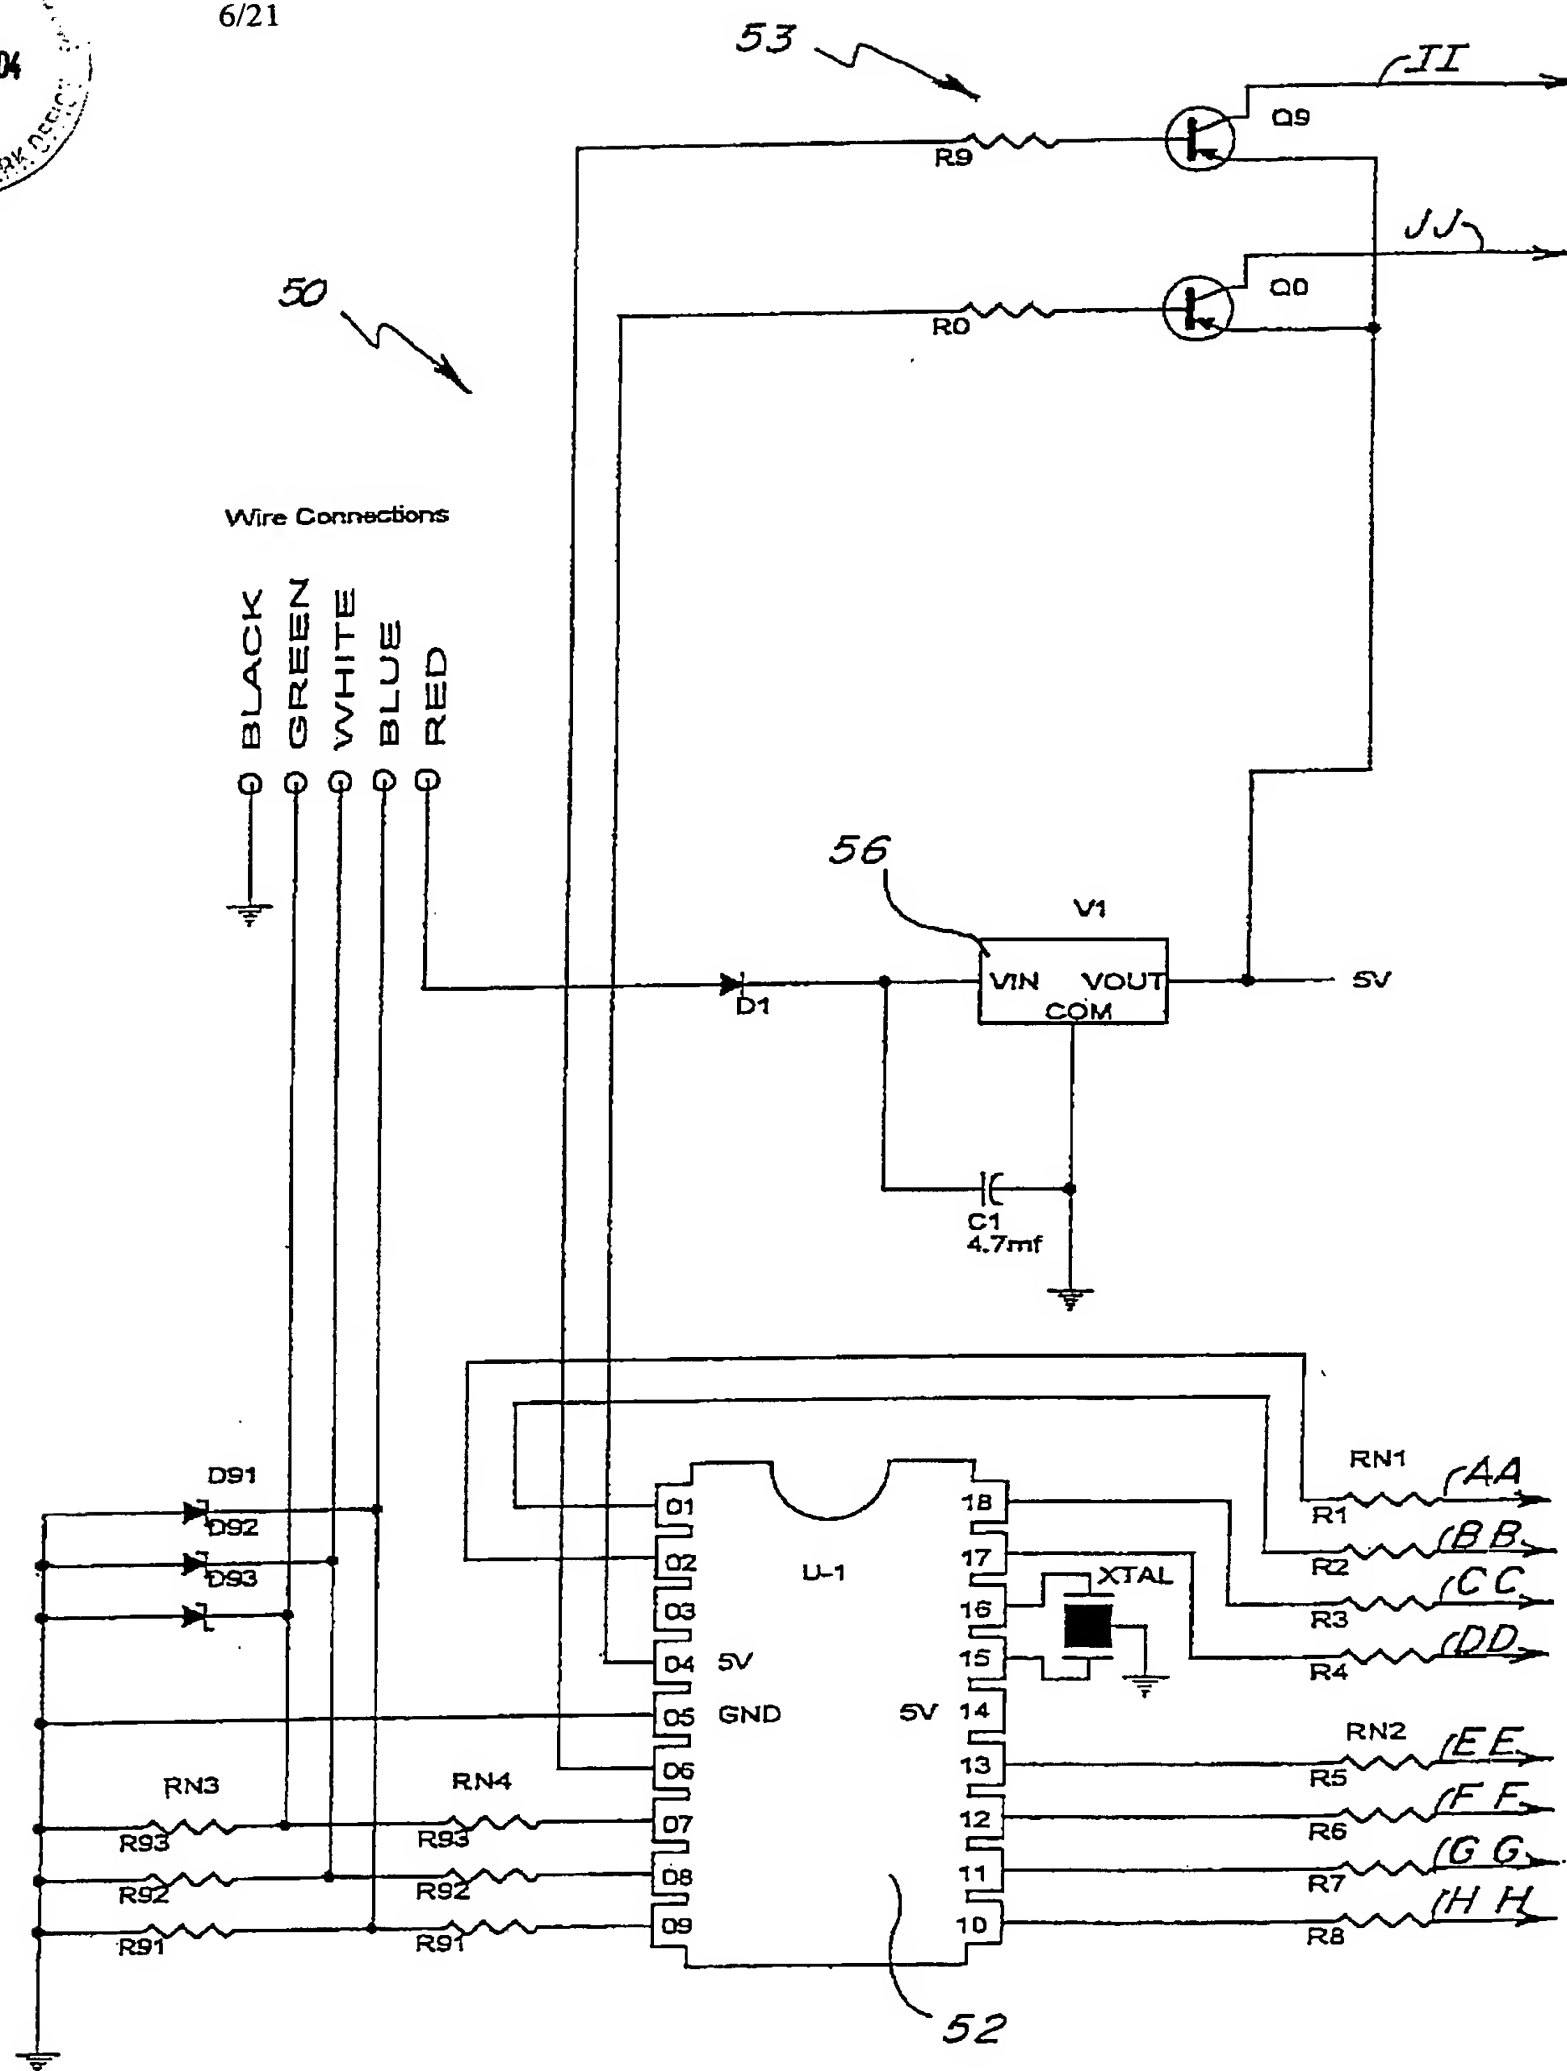 6/21
04
53
II
Q9
R9
JJ
Q0
R0
50
Wire Connections
BLACK
GREEN
WHITE
BLUE
RED
56
V1
VIN VOUT
COM
5V
D1
C1
4.7mf
RN1
AA
R1
BB
R2
CC
R3
DD
R4
RN2
EE
R5
FF
R6
GG
R7
HH
R8
D91
D92
D93
U-1
XTAL
01
02
03
04 5V
05 GND
06
07
08
09
18
17
16
15
5V 14
13
12
11
10
RN3
RN4
R93
R93
R92
R92
R91
R91
52